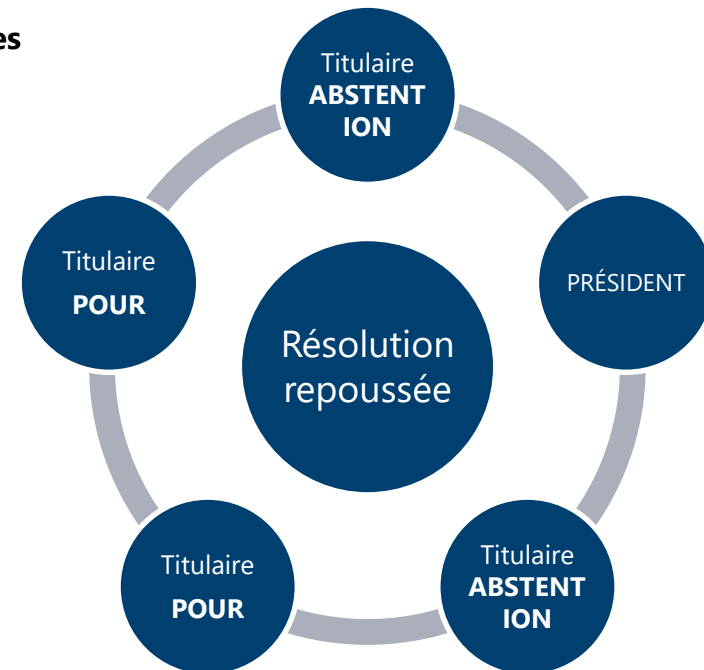 es
Titulaire
ABSTENT
ION
PRÉSIDENT
Titulaire
ABSTENT
ION
Titulaire
POUR
Titulaire
POUR
Résolution
repoussée